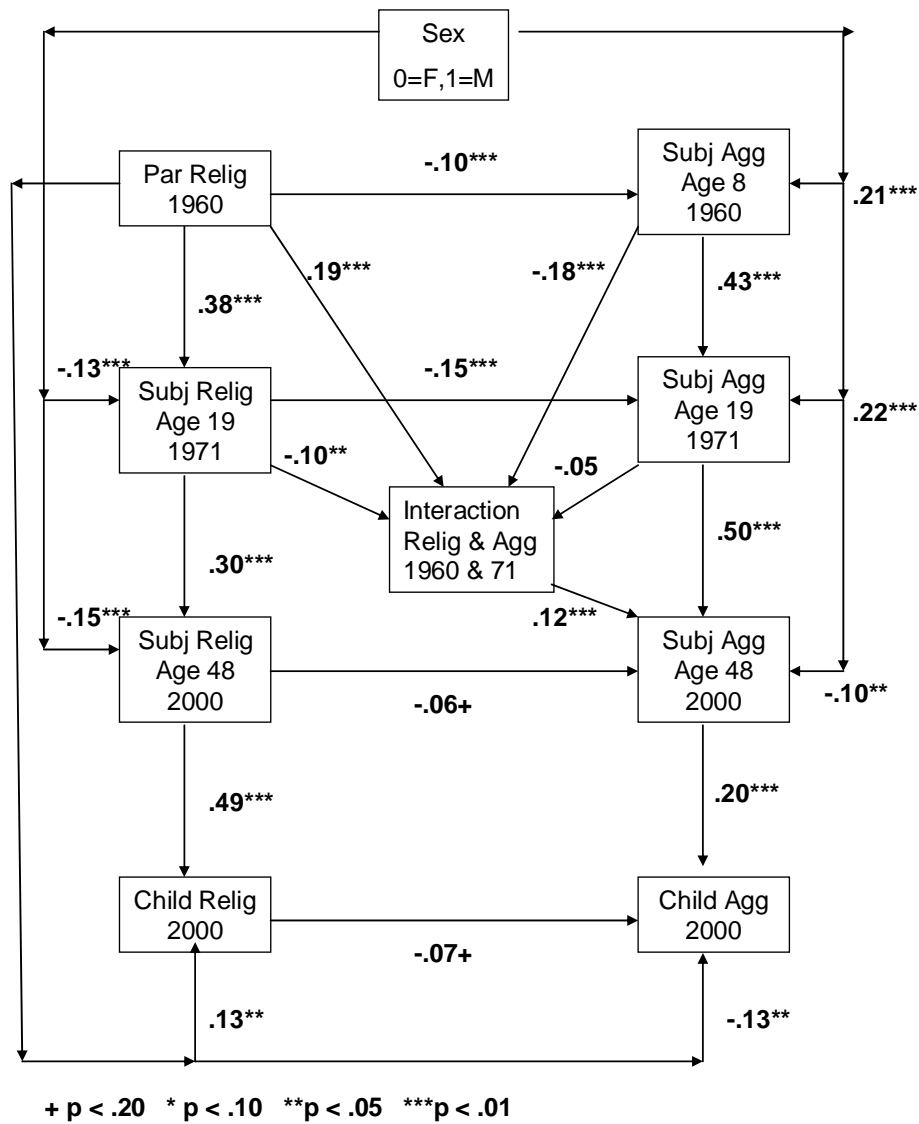 Sex
0=F,1=M
-.10***
Par Relig
1960
Subj Agg
Age 8
1960
.21***
.19***
-.18***
.38***
.43***
-.13***
-.15***
Subj Relig
Age 19
1971
Subj Agg
Age 19
1971
.22***
-.10**
-.05
Interaction
Relig & Agg
1960 & 71
.30***
.50***
-.15***
.12***
Subj Relig
Age 48
2000
Subj Agg
Age 48
2000
-.06+
-.10**
.49***
.20***
Child Relig
2000
Child Agg
2000
-.07+
.13**
-.13**
+ p < .20 * p < .10 **p < .05 ***p < .01